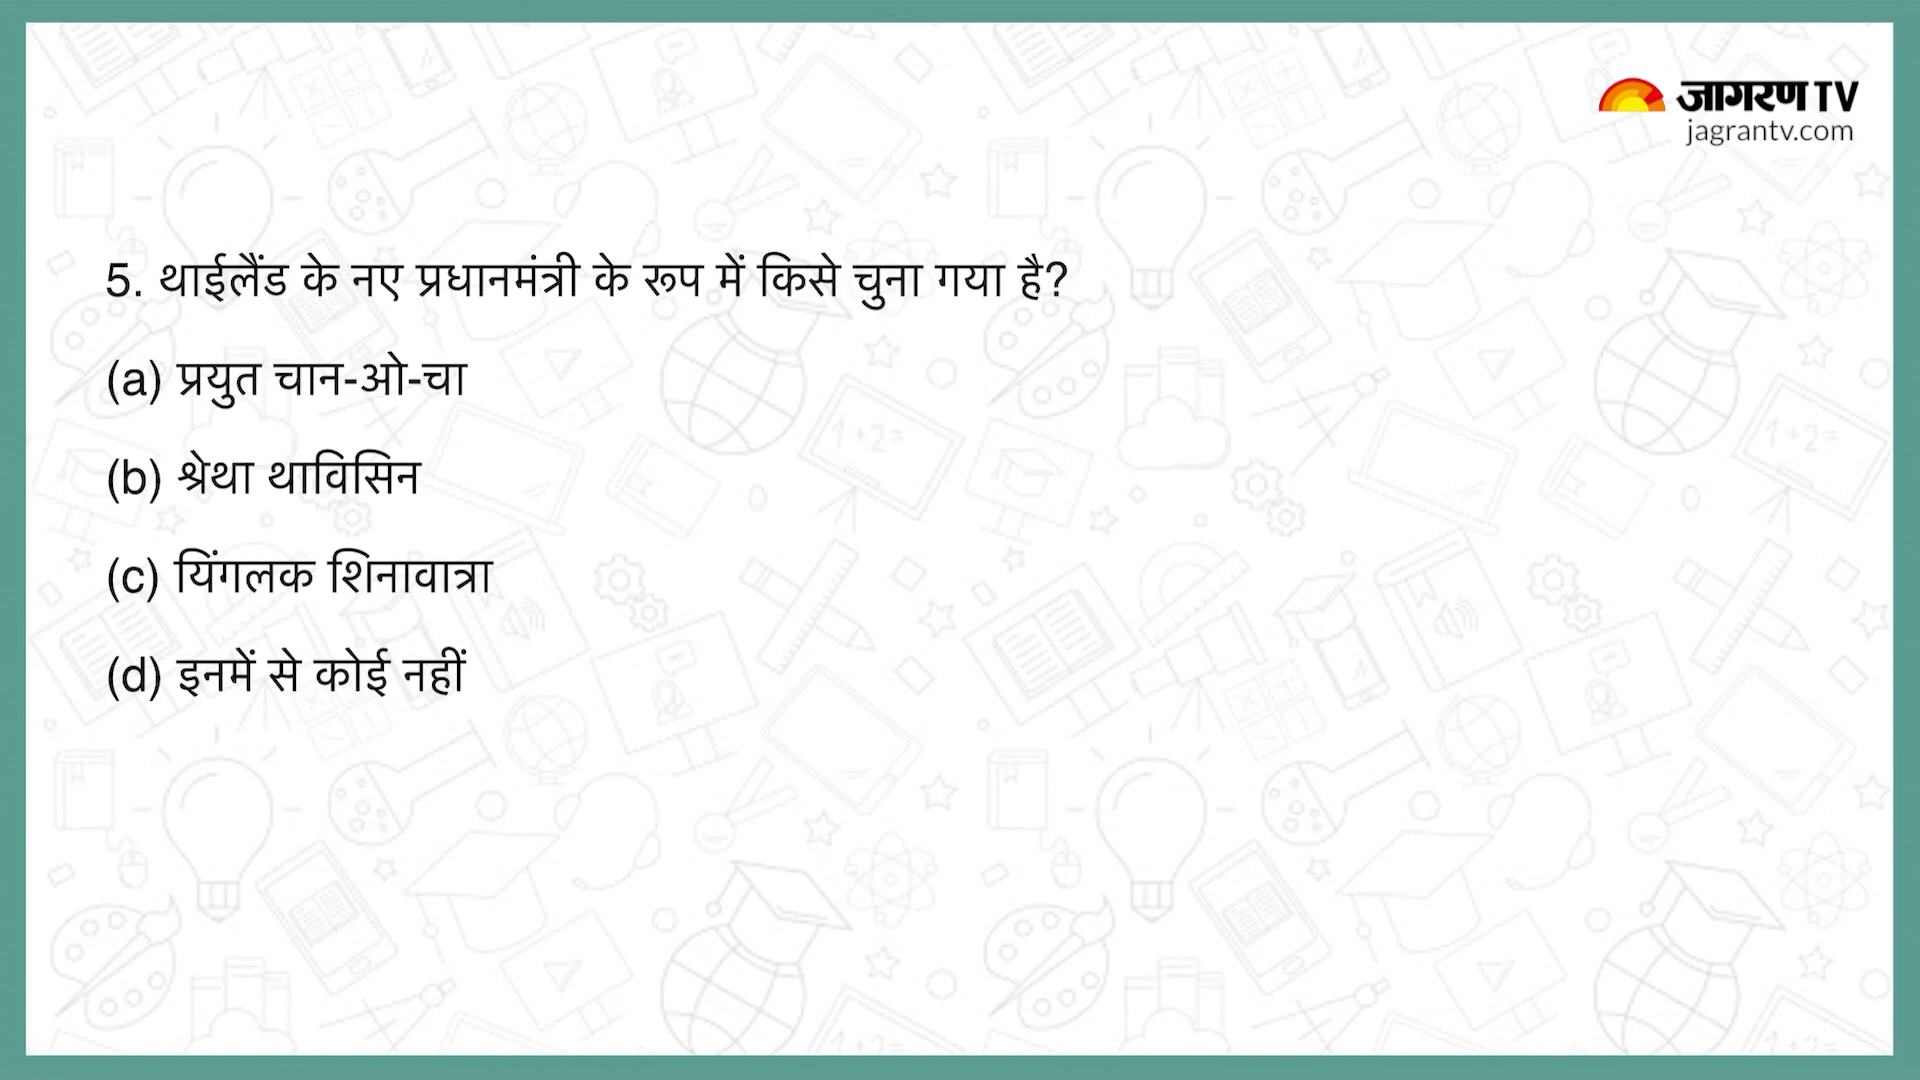 जागरण TV
jagrantv.com
5. थाईलैंड के नए प्रधानमंत्री के रूप में किसे चुना गया है?
(a) प्रयुत चान-ओ-चा
(b) श्रेथा थाविसिन
(c) यिंगलक शिनावात्रा
(d) इनमें से कोई नहीं